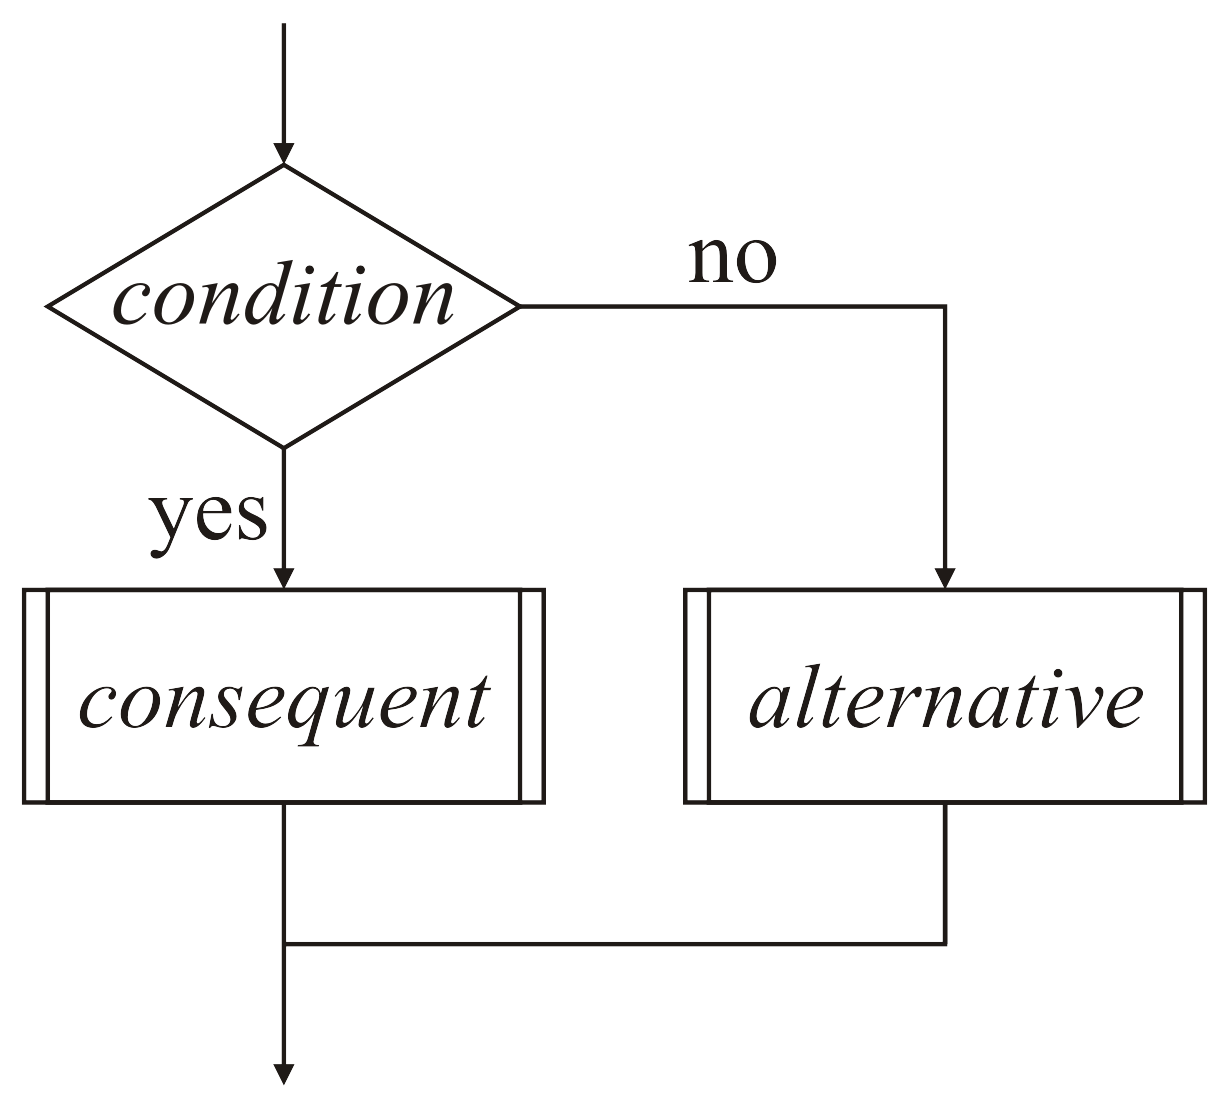 condition
no
yes
consequent
alternative